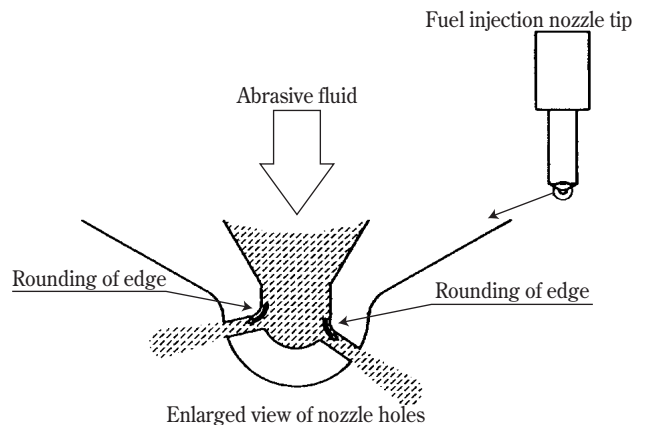 Fuel injection nozzle tip
Abrasive fluid
Rounding of edge
Rounding of edge
Enlarged view of nozzle holes